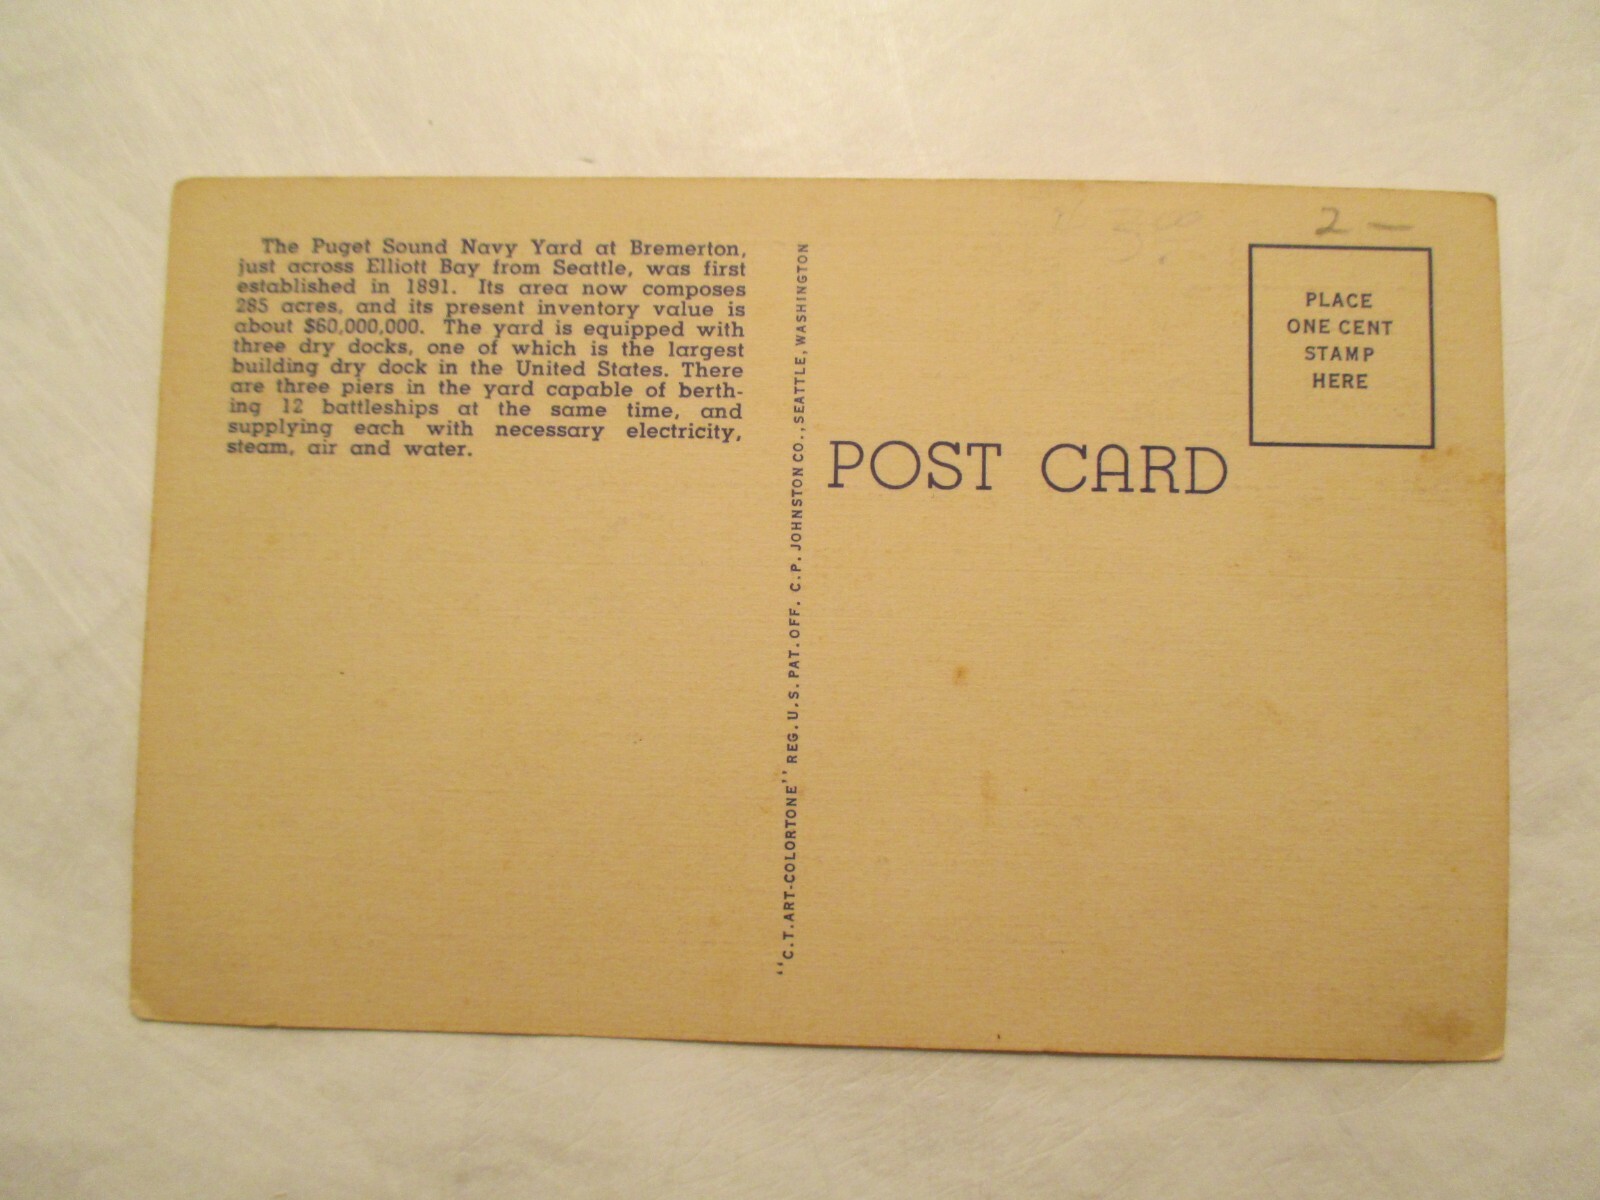 The Puget Sound Navy Yard at Bremerton,
just across Elliott Bay from Seattle, was first
established in 1891. Its area now composes
285 acres, and its present inventory value is
about $60,000,000. The yard is equipped with
three dry docks, one of which is the largest
building dry dock in the United States. There
are three piers in the yard capable of berth-
ing 12 battleships at the same time, and
supplying each with necessary electricity,
steam, air and water.
"C.T. ART-COLORTONE" REG. U.S. PAT. OFF. C.P. JOHNSTON CO., SEATTLE, WASHINGTON
2 —
PLACE
ONE CENT
STAMP
HERE
POST CARD